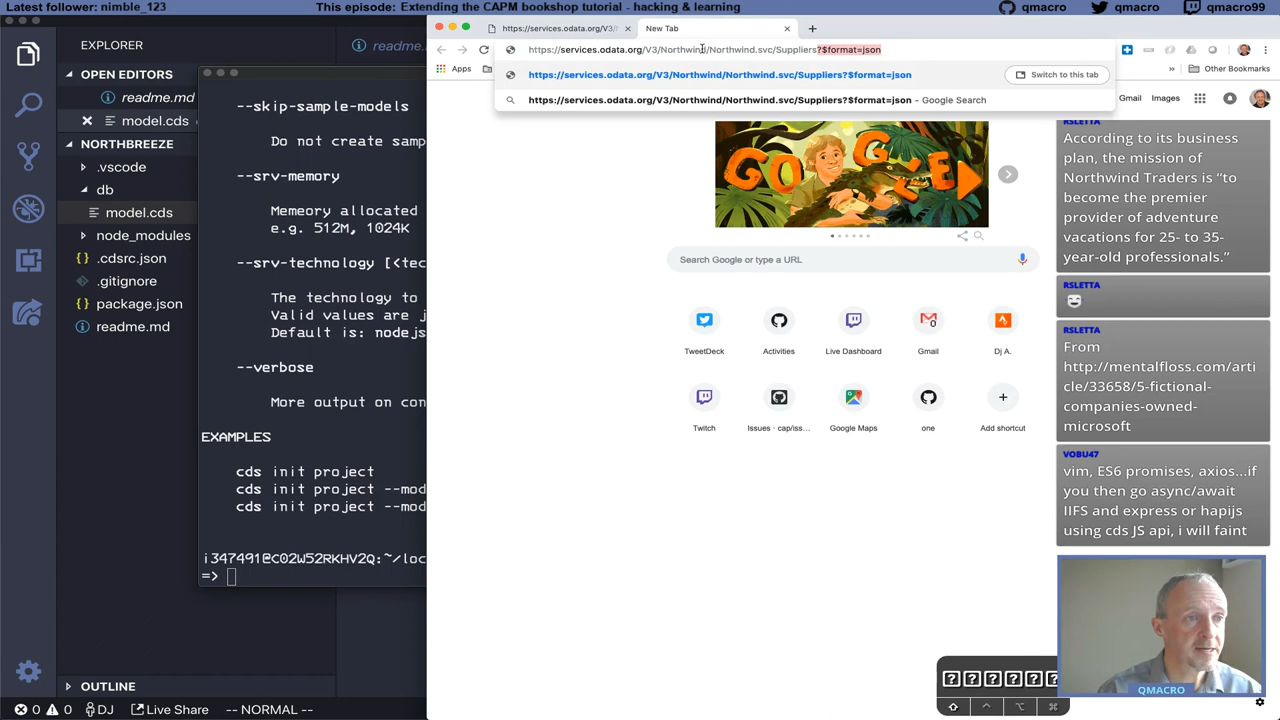 Latest follower: nimble_123
This episode: Extending the CAPM bookshop tutorial - hacking & learning
qmacro
qmacro
qmacro99
EXPLORER
OPEN EDITORS
readme.md
model.cds
NORTHBREEZE
.vscode
db
model.cds
node_modules
.cdsrc.json
.gitignore
package.json
readme.md
OUTLINE
0
0
DJ
Live Share
-- NORMAL --
readme.md
--skip-sample-models
Do not create samp
--srv-memory
Memory allocated
e.g. 512M, 1024K
--srv-technology [<tec
The technology to
Valid values are j
Default is: node.js
--verbose
More output on con
EXAMPLES
cds init project
cds init project --mod
cds init project --mod
i347491@C02W52RKHV2Q:~/loc
=>
https://services.odata.org/V3/
New Tab
https://services.odata.org/V3/Northwind/Northwind.svc/Suppliers?$format=json
Apps
»
Other Bookmarks
https://services.odata.org/V3/Northwind/Northwind.svc/Suppliers?$format=json
Switch to this tab
https://services.odata.org/V3/Northwind/Northwind.svc/Suppliers?$format=json - Google Search
Gmail
Images
Search Google or type a URL
TweetDeck
Activities
Live Dashboard
Gmail
Dj A.
Twitch
Issues · cap/iss...
Google Maps
one
Add shortcut
RSLETTA
According to its business
plan, the mission of
Northwind Traders is “to
become the premier
provider of adventure
vacations for 25- to 35-
year-old professionals.”
RSLETTA
RSLETTA
From
http://mentalfloss.com/arti
cle/33658/5-fictional-
companies-owned-
microsoft
VOBU47
vim, ES6 promises, axios...if
you then go async/await
IIFS and express or hapijs
using cds JS api, i will faint
QMACRO